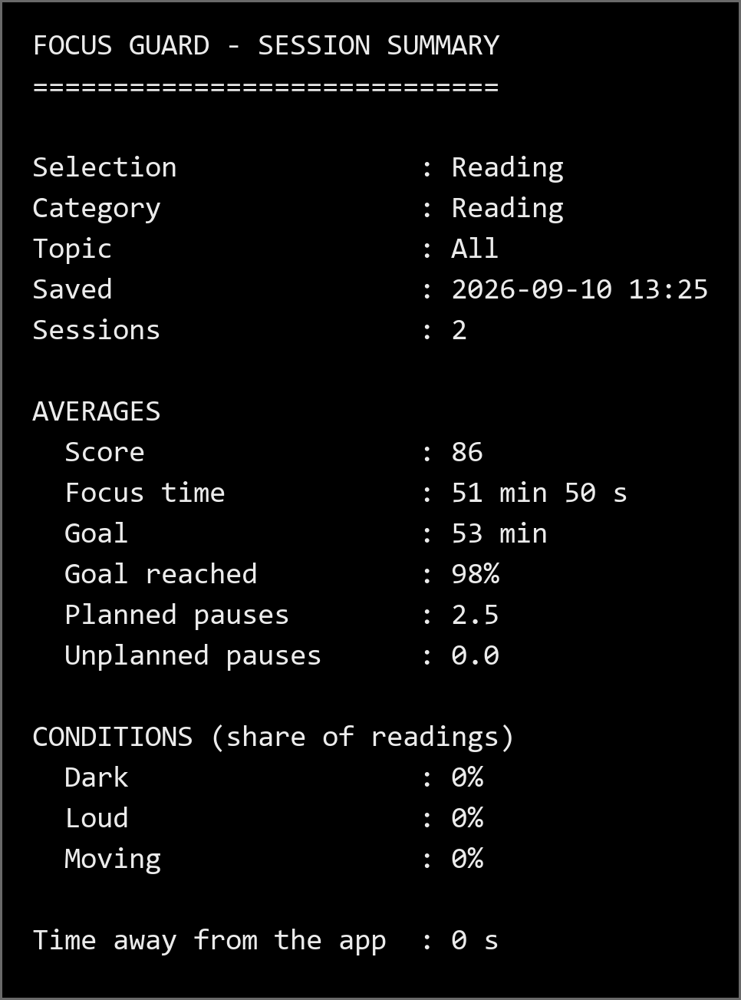 FOCUS GUARD - SESSION SUMMARY
=============================
Selection : Reading
Category : Reading
Topic : All
Saved : 2026-09-10 13:25
Sessions : 2
AVERAGES
Score : 86
Focus time : 51 min 50 s
Goal : 53 min
Goal reached : 98%
Planned pauses : 2.5
Unplanned pauses : 0.0
CONDITIONS (share of readings)
Dark : 0%
Loud : 0%
Moving : 0%
Time away from the app : 0 s